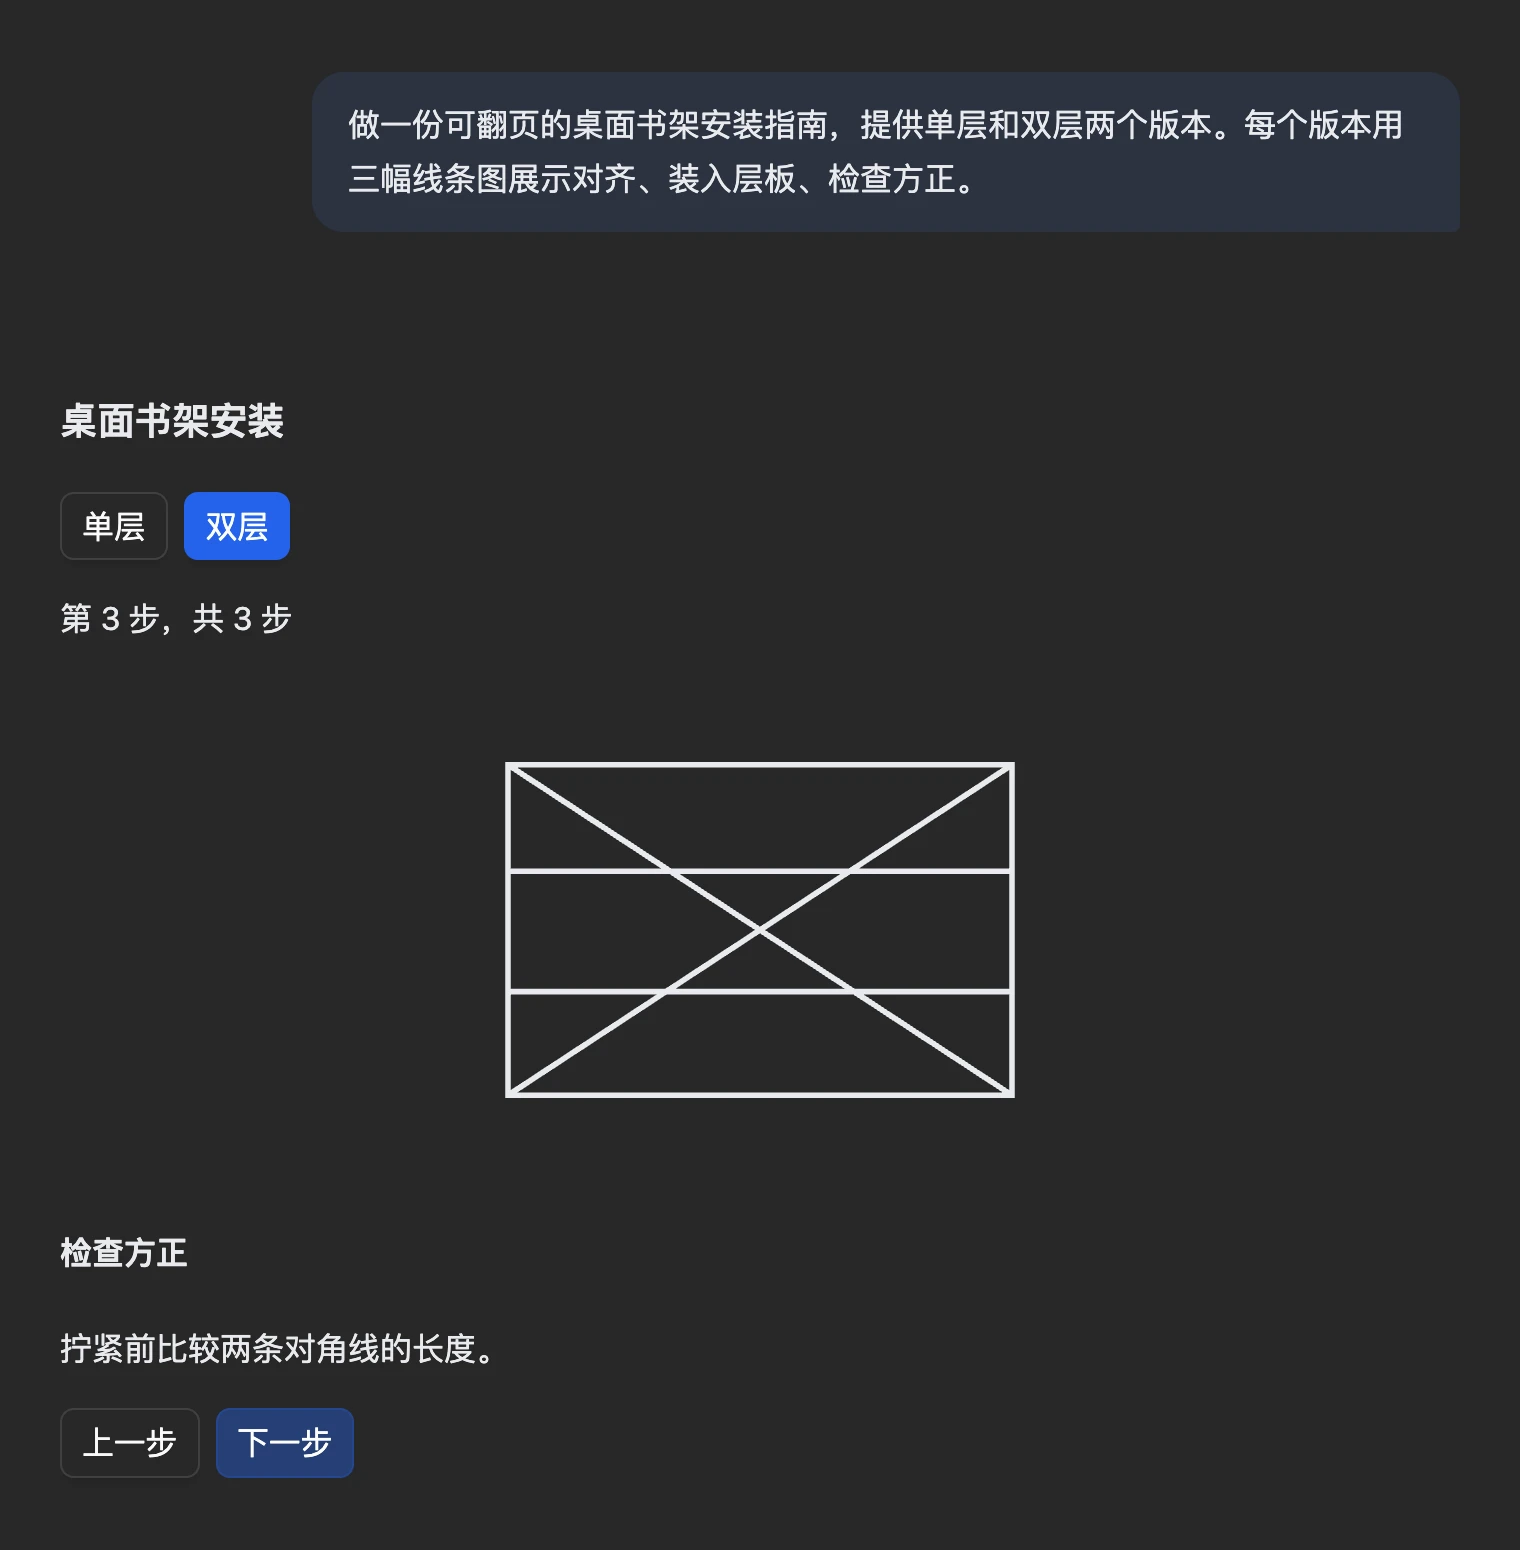 做一份可翻页的桌面书架安装指南，提供单层和双层两个版本。每个版本用
三幅线条图展示对齐、装入层板、检查方正。
桌面书架安装
单层
双层
第 3 步，共 3 步
检查方正
拧紧前比较两条对角线的长度。
上一步
下一步